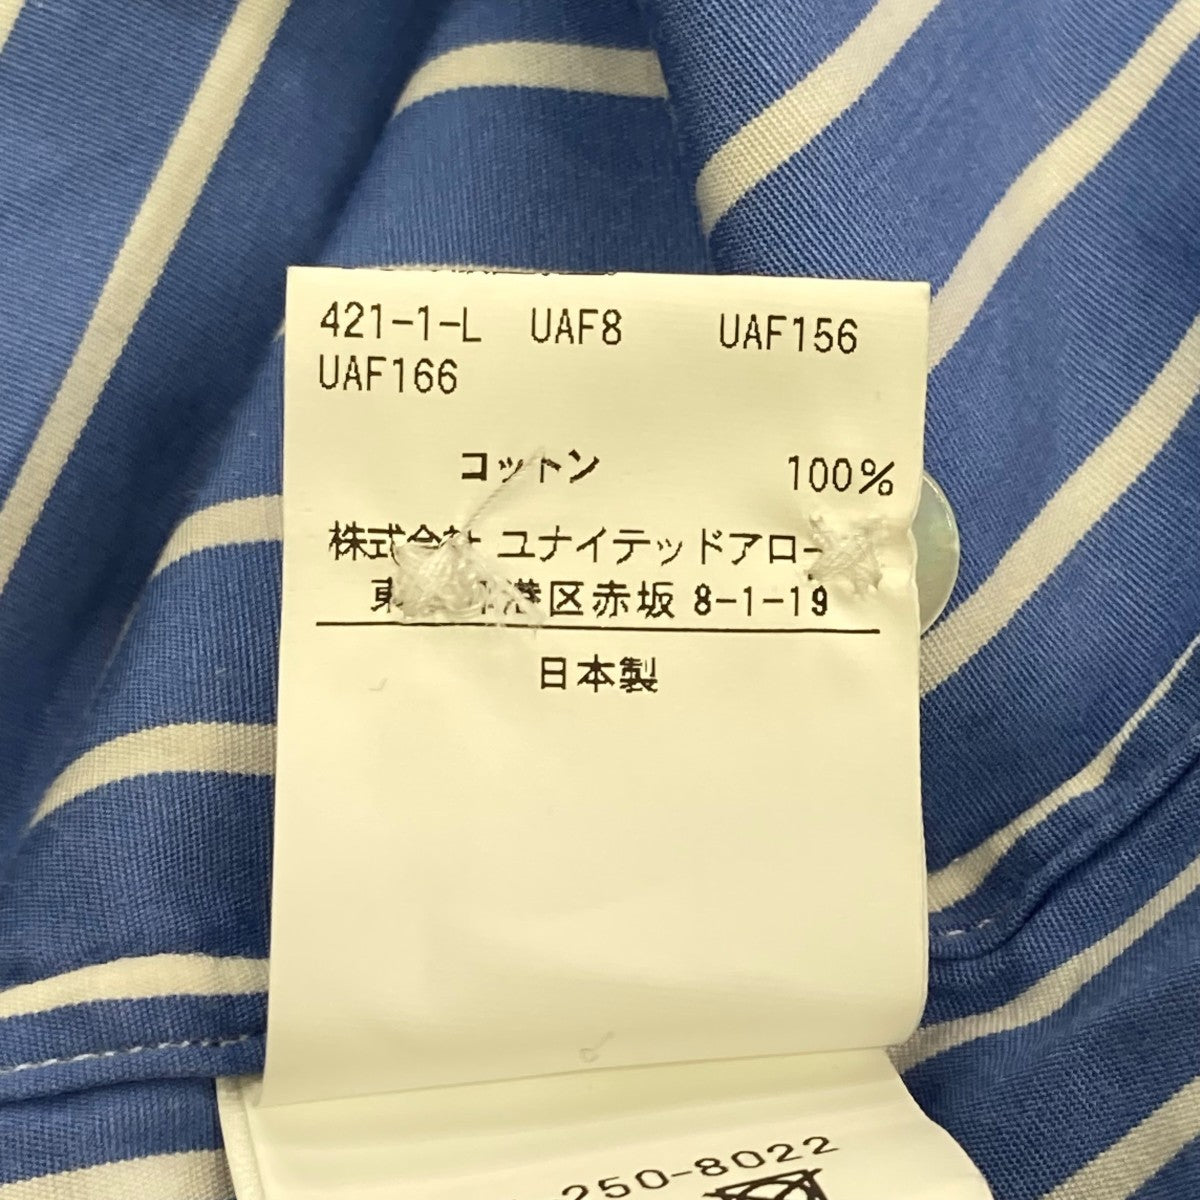 421-1-L UAF8 UAF156
UAF166
コットン 100%
株式会社 ユナイテッドアロー
港区赤坂 8-1-19
日本製
250-8022